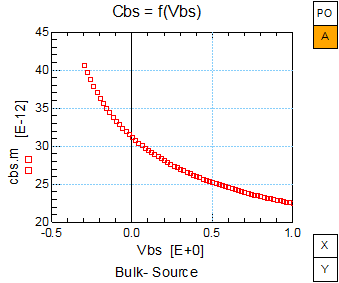 Cbs = f(Vbs)
PO
A
45
40
35
30
25
20
cbs.m [E-12]
-0.5
0.0
0.5
1.0
Vbs [E+0]
Bulk- Source
X
Y